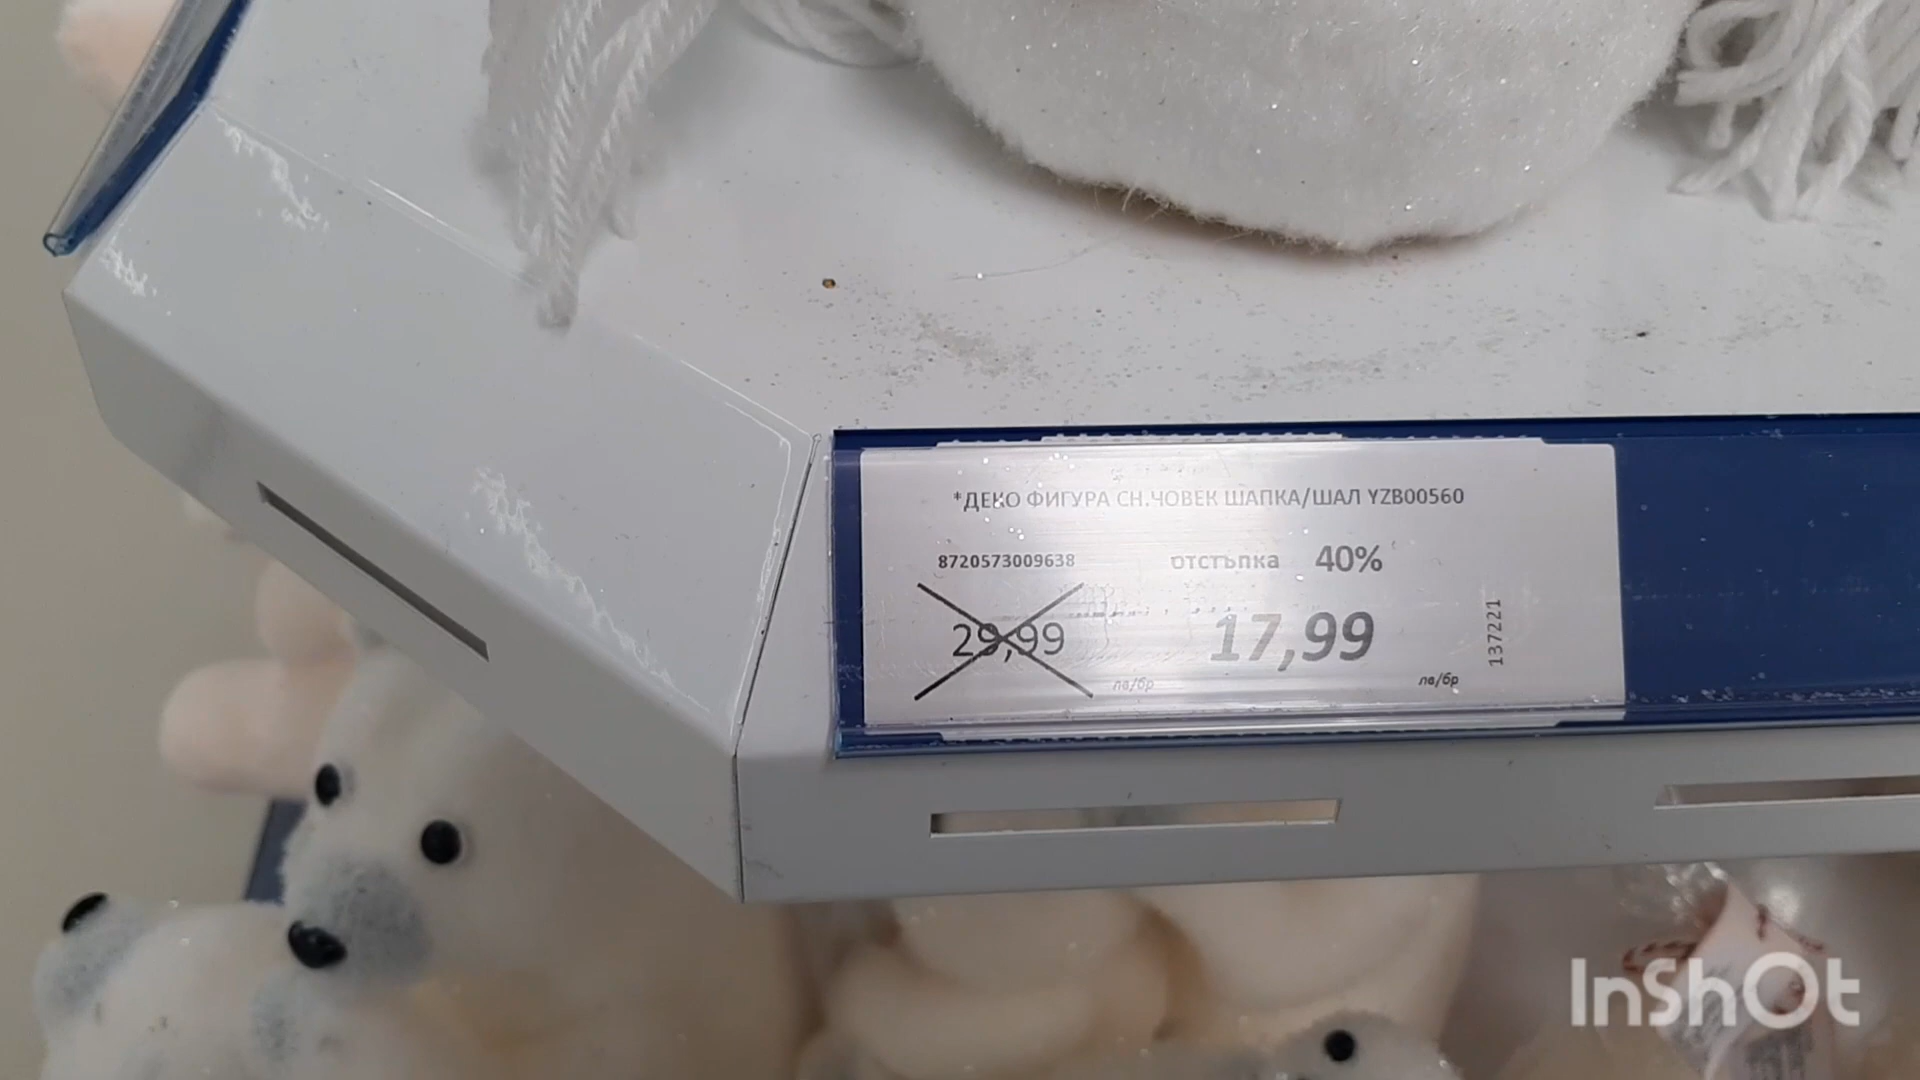 *ДЕКО ФИГУРА СН.ЧОВЕК ШАПКА/ШАЛ YZB00560
8720573009638 отстъпка 40%
29,99 17,99
лв/бр лв/бр
137221
InShOt